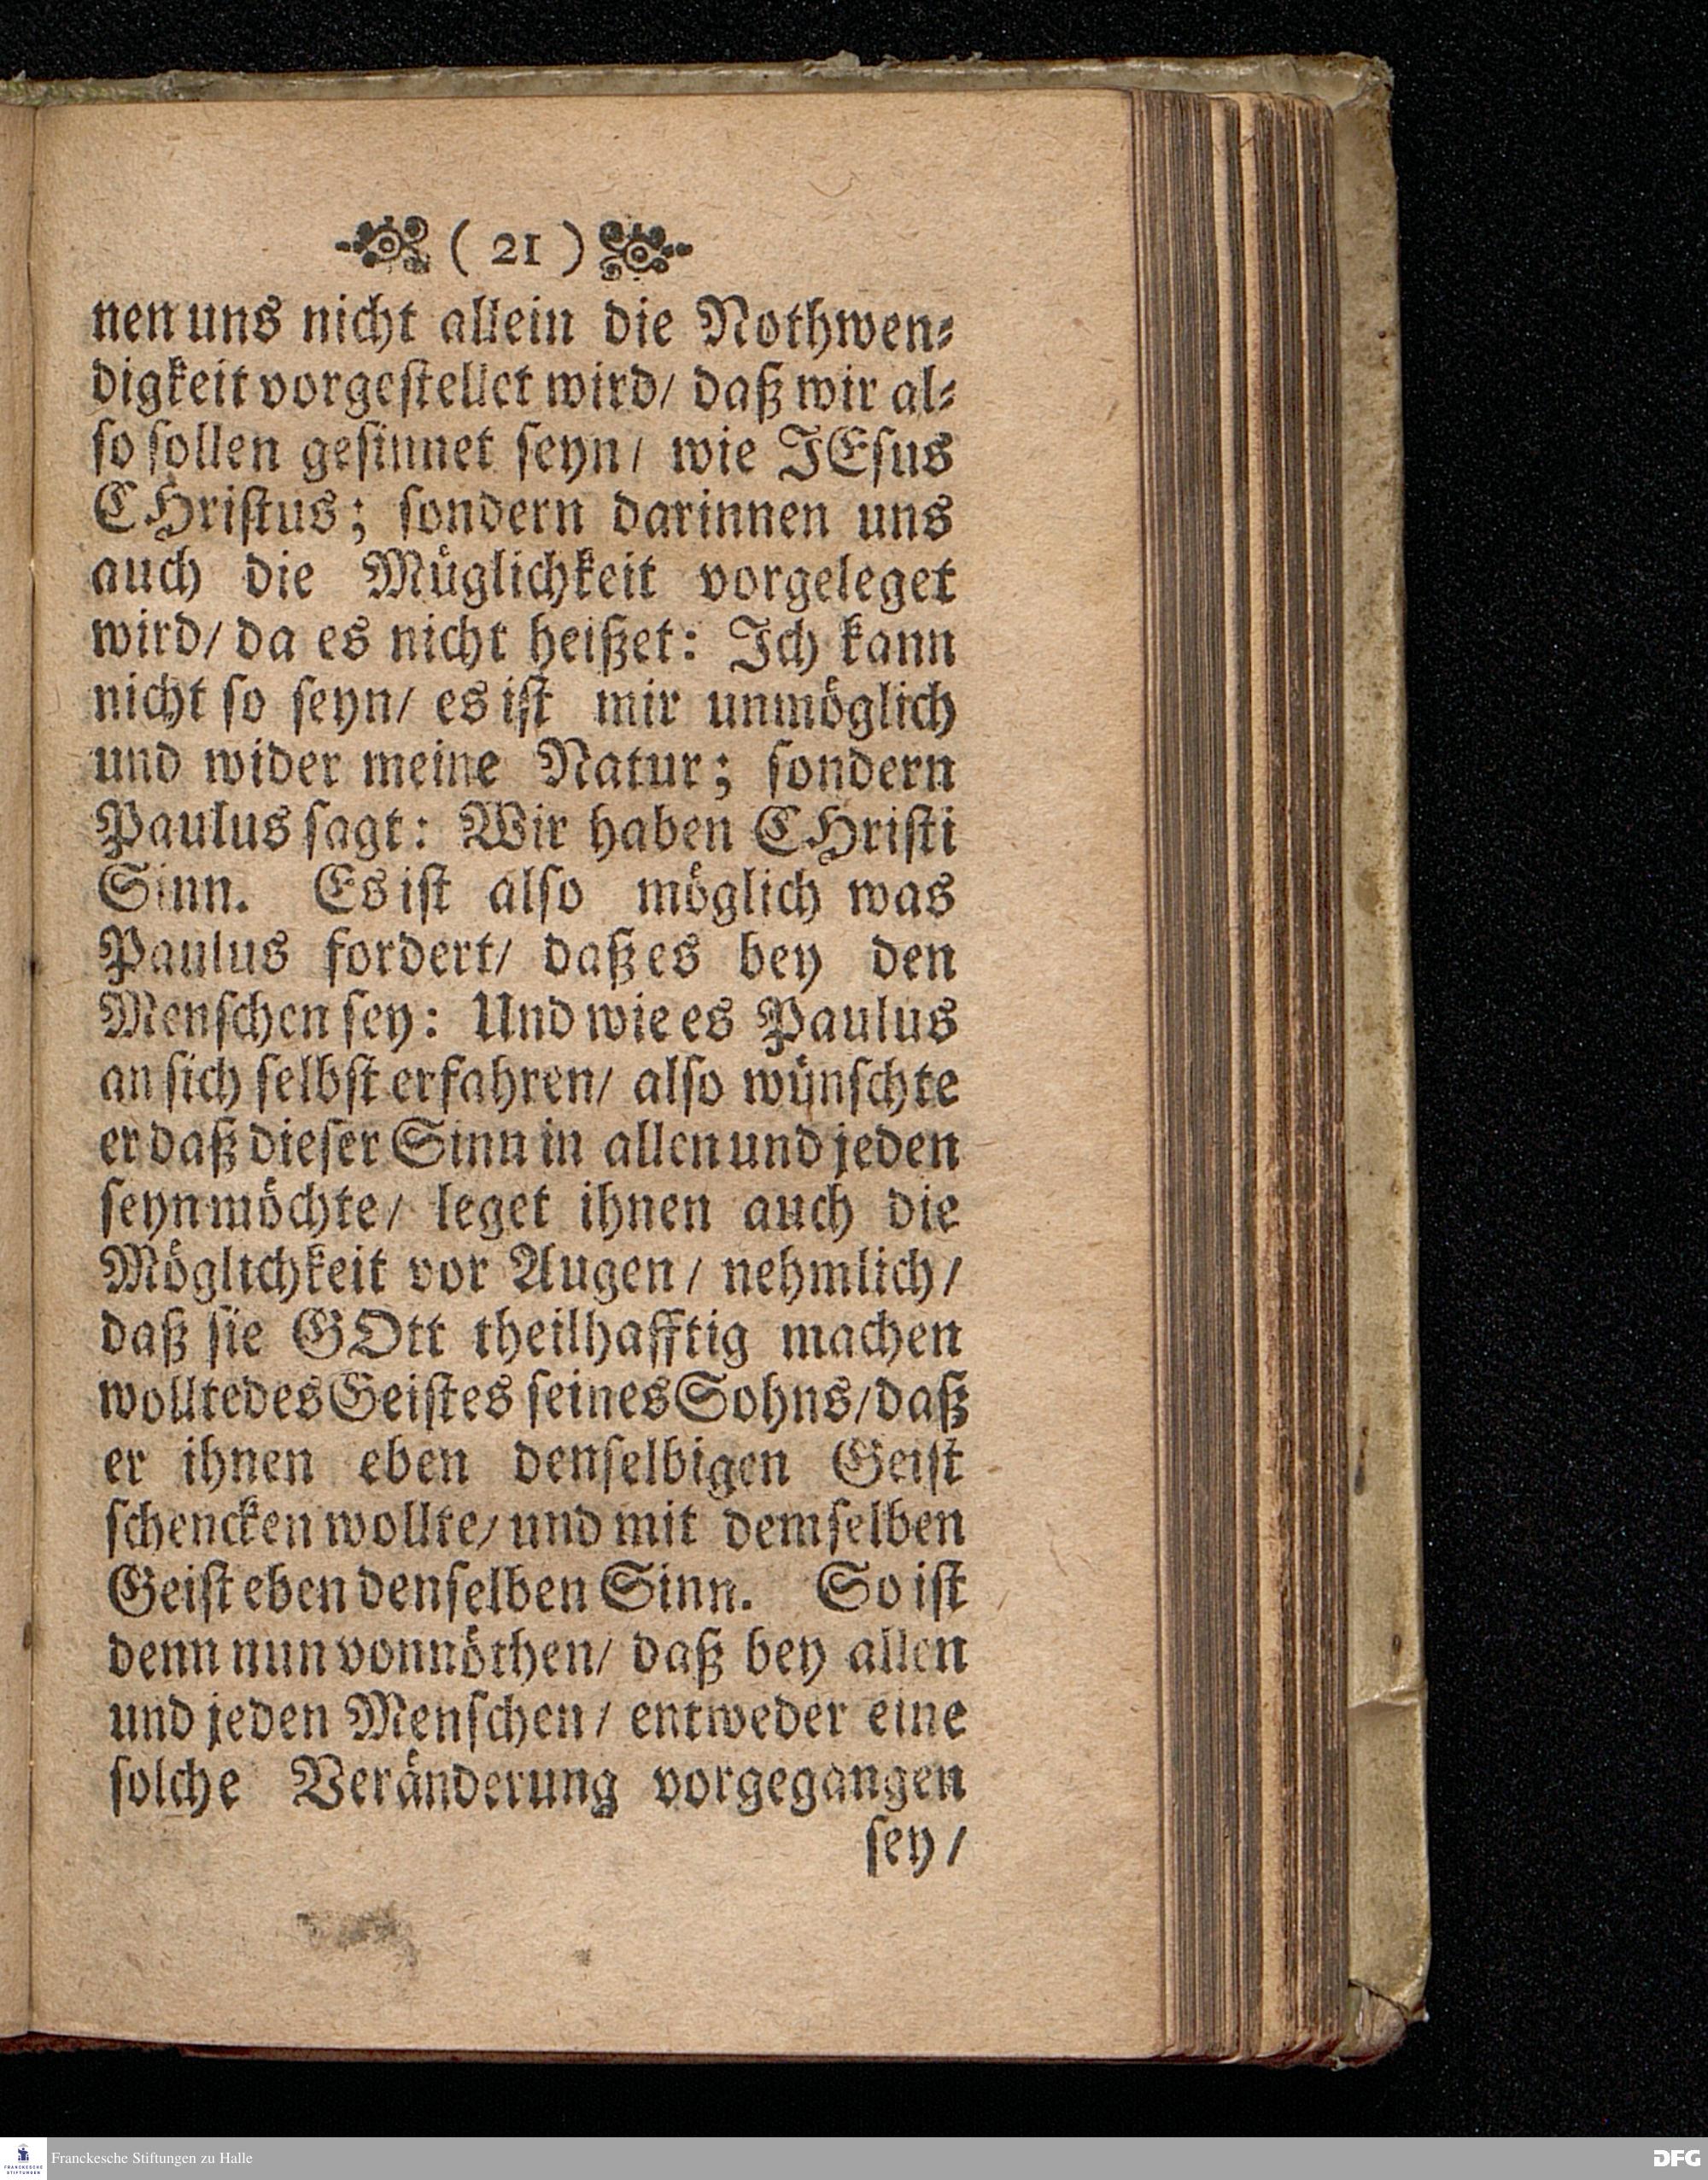 ( 21 )
nen uns nicht allein die Nothwen⸗
digkeit vorgestellet wird/ daß wir al⸗
so sollen gesinnet seyn/ wie JEsus
CHristus; sondern darinnen uns
auch die Müglichkeit vorgeleget
wird/ da es nicht heißet: Ich kann
nicht so seyn/ es ist mir unmöglich
und wider meine Natur; sondern
Paulus sagt: Wir haben CHristi
Sinn. Es ist also möglich was
Paulus fordert/ daß es bey den
Menschen sey: Und wie es Paulus
an sich selbst erfahren/ also wünschte
er daß dieser Sinn in allen und jeden
seyn möchte/ leget ihnen auch die
Möglichkeit vor Augen/ nehmlich/
daß sie GOtt theilhafftig machen
wollte des Geistes seines Sohns/ daß
er ihnen eben denselbigen Geist
schencken wollte/ und mit demselben
Geist eben denselben Sinn. So ist
denn nun vonnöthen/ daß bey allen
und jeden Menschen/ entweder eine
solche Veränderung vorgegangen
sey/
FRANCKESCHE STIFTUNGEN
Franckesche Stiftungen zu Halle
DFG